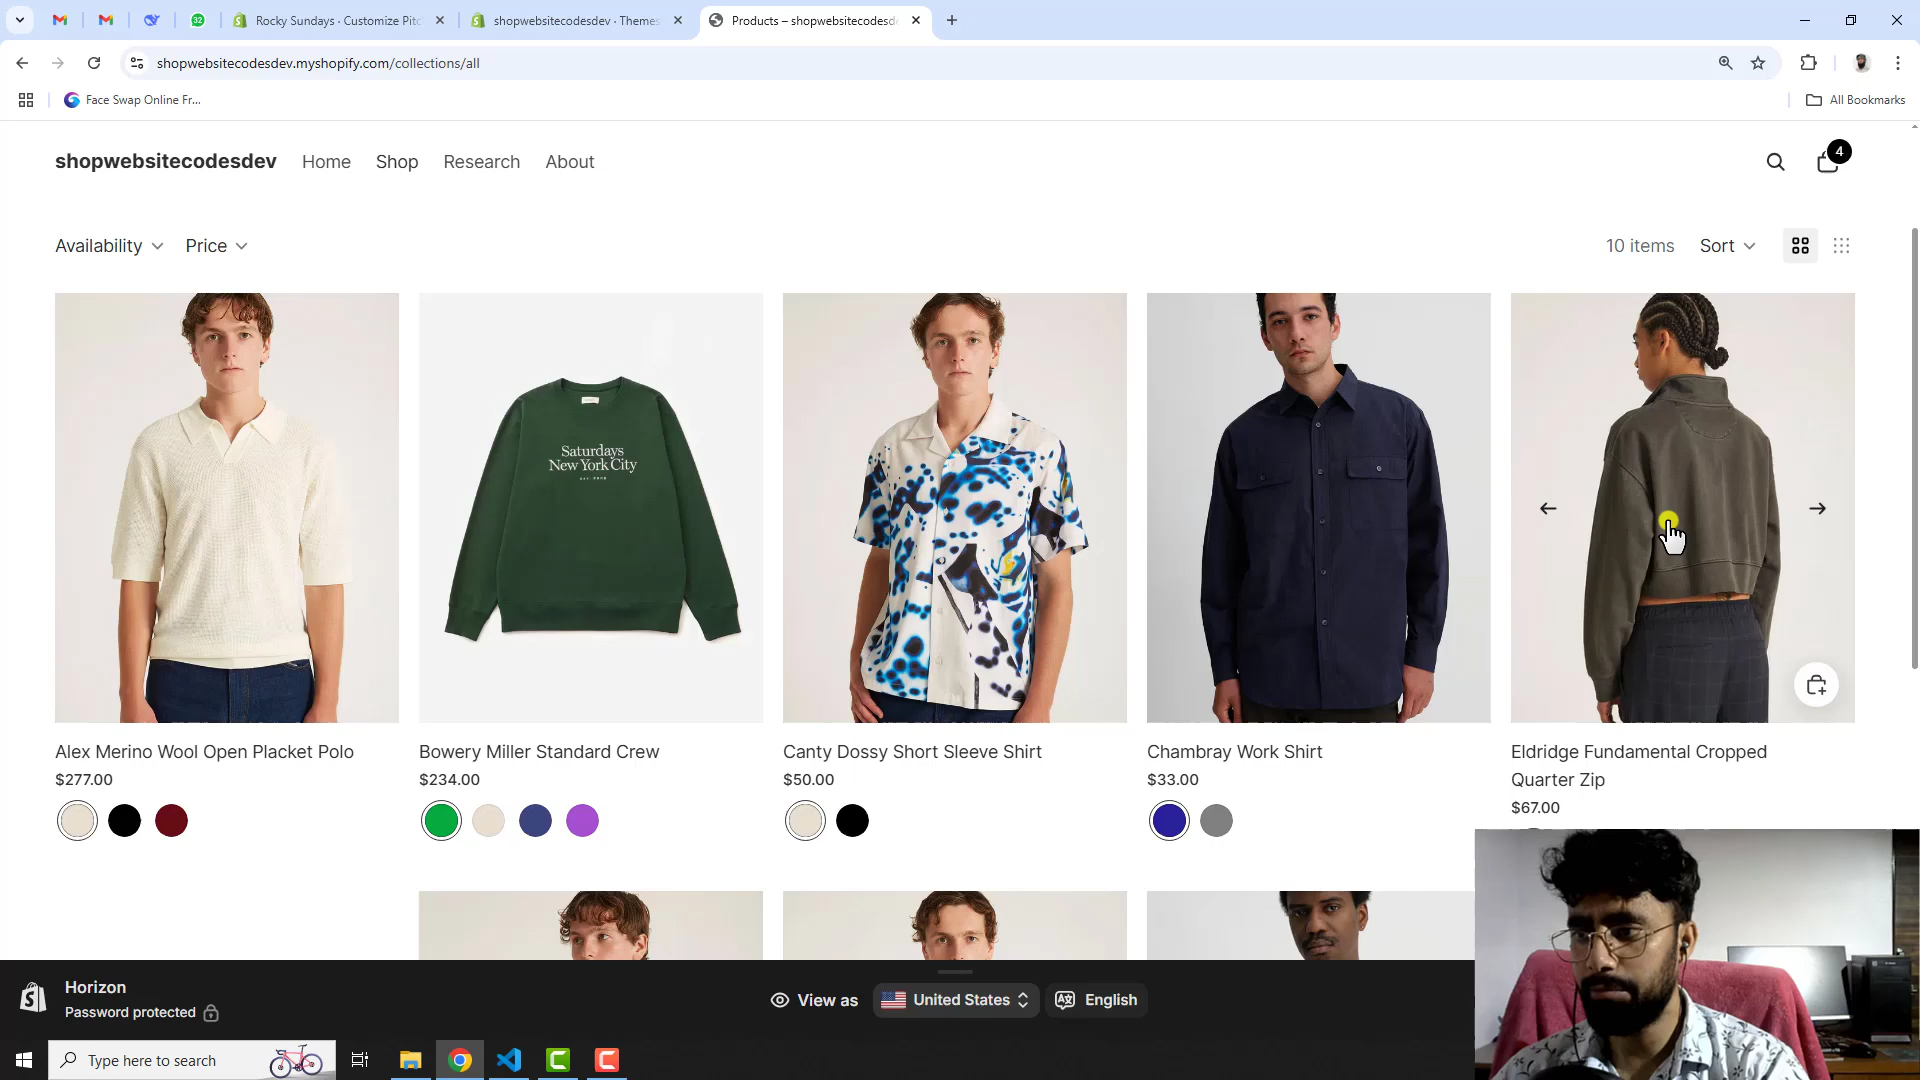 32
Rocky Sundays · Customize Pitc
shopwebsitecodesdev · Themes
Products – shopwebsitecodesde
shopwebsitecodesdev.myshopify.com/collections/all
Face Swap Online Fr...
All Bookmarks
shopwebsitecodesdev
Home
Shop
Research
About
4
Availability
Price
10 items
Sort
Saturdays
New York City
Alex Merino Wool Open Placket Polo
$277.00
Bowery Miller Standard Crew
$234.00
Canty Dossy Short Sleeve Shirt
$50.00
Chambray Work Shirt
$33.00
Eldridge Fundamental Cropped
Quarter Zip
$67.00
Horizon
Password protected
View as
United States
English
Type here to search